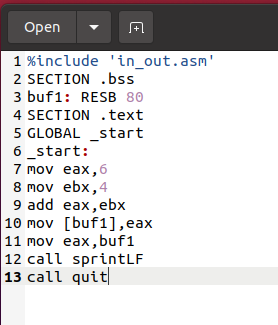 Open
1 %include 'in_out.asm'
2 SECTION .bss
3 buf1: RESB 80
4 SECTION .text
5 GLOBAL _start
6 _start:
7 mov eax,6
8 mov ebx,4
9 add eax,ebx
10 mov [buf1],eax
11 mov eax,buf1
12 call sprintLF
13 call quit